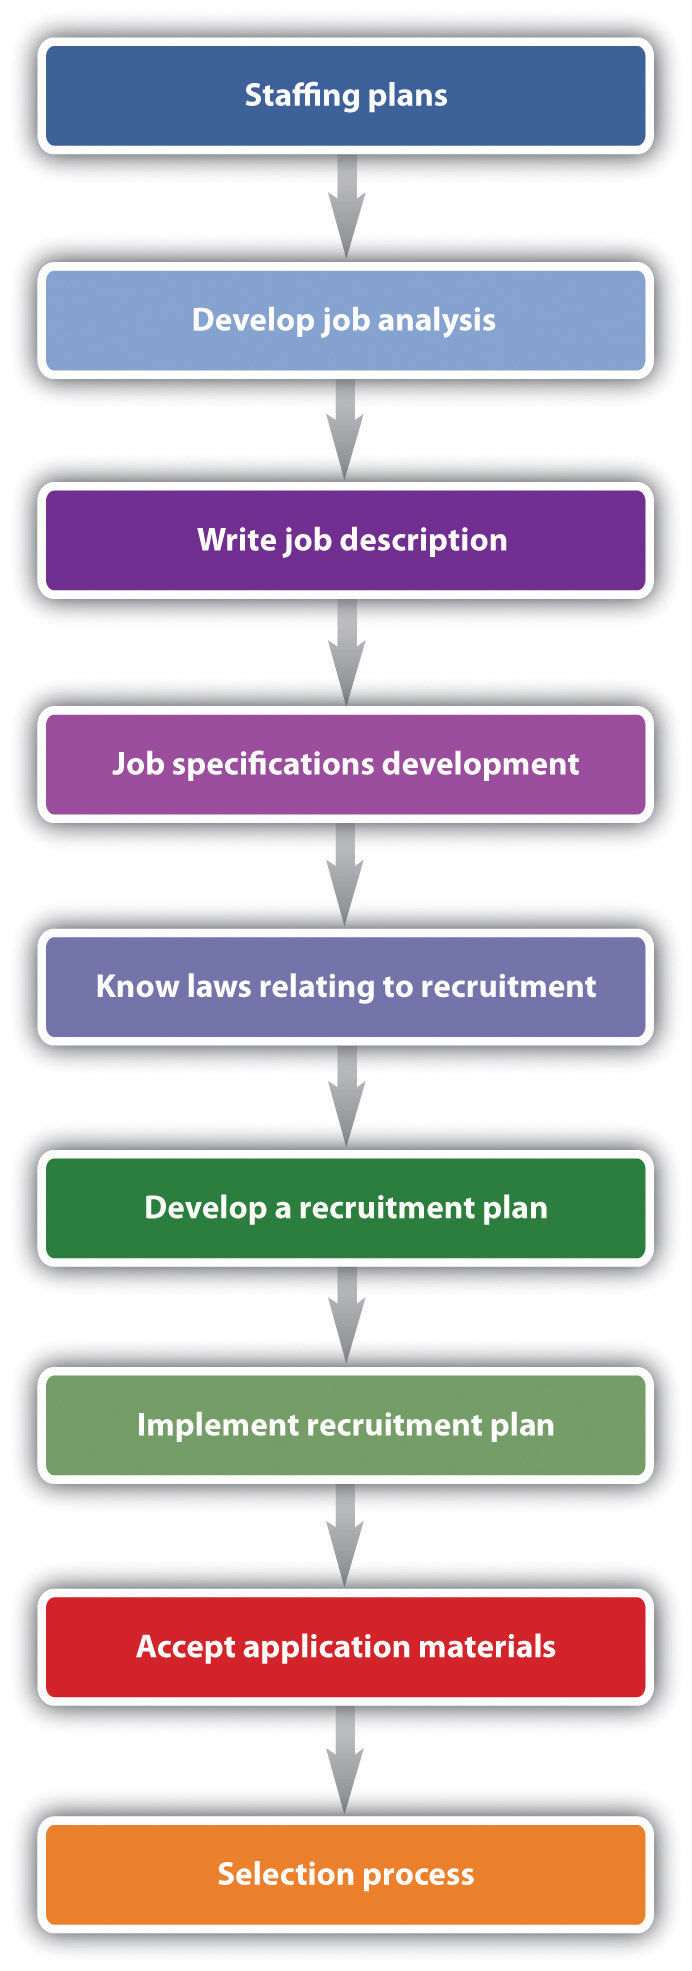 Staffing plans
Develop job analysis
Write job description
Job specifications development
Know laws relating to recruitment
Develop a recruitment plan
Implement recruitment plan
Accept application materials
Selection process